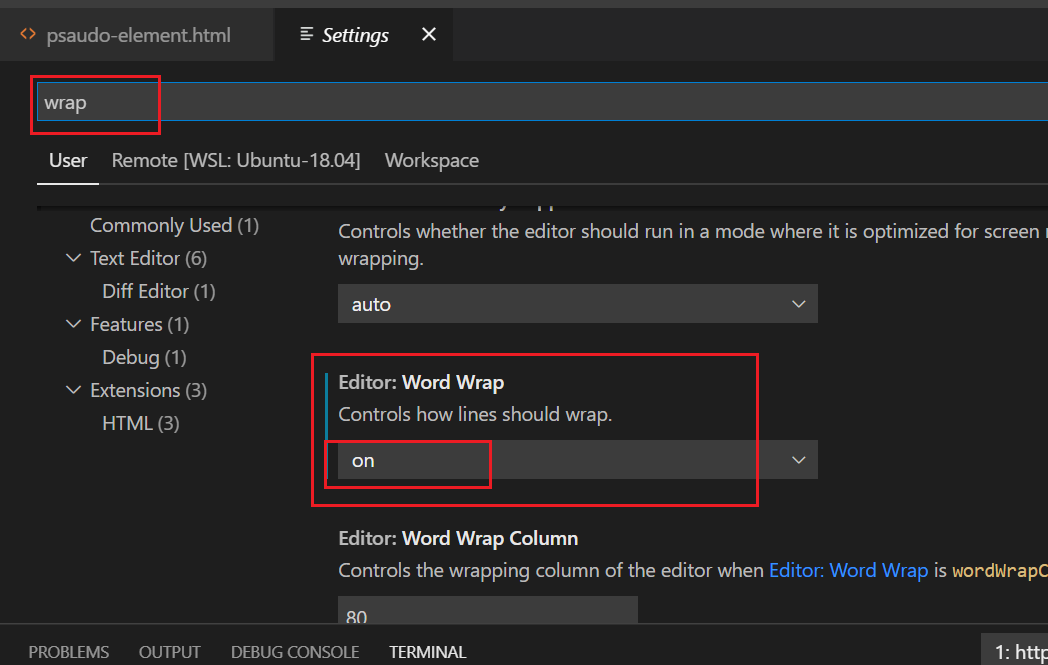 psaudo-element.html
Settings
wrap
User Remote [WSL: Ubuntu-18.04] Workspace
Commonly Used (1)
Text Editor (6)
Diff Editor (1)
Features (1)
Debug (1)
Extensions (3)
HTML (3)
Controls whether the editor should run in a mode where it is optimized for screen
wrapping.
auto
Editor: Word Wrap
Controls how lines should wrap.
on
Editor: Word Wrap Column
Controls the wrapping column of the editor when Editor: Word Wrap is wordWrapC
80
PROBLEMS OUTPUT DEBUG CONSOLE TERMINAL
1: http